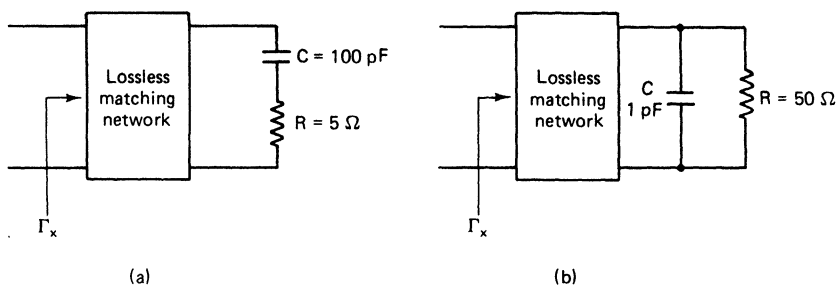 Lossless
matching
network
C = 100 pF
R = 5 Ω
Γx
(a)
Lossless
matching
network
C
1 pF
R = 50 Ω
Γx
(b)